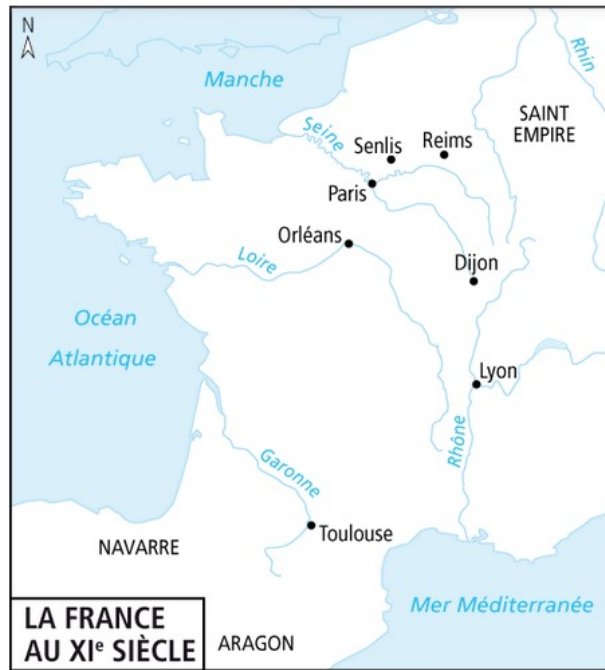 N
Manche
Rhin
SAINT
EMPIRE
Seine
Senlis
Reims
Paris
Orléans
Loire
Dijon
Océan
Atlantique
Lyon
Rhône
Garonne
Toulouse
NAVARRE
Mer Méditerranée
LA FRANCE
AU XIe SIÈCLE
ARAGON